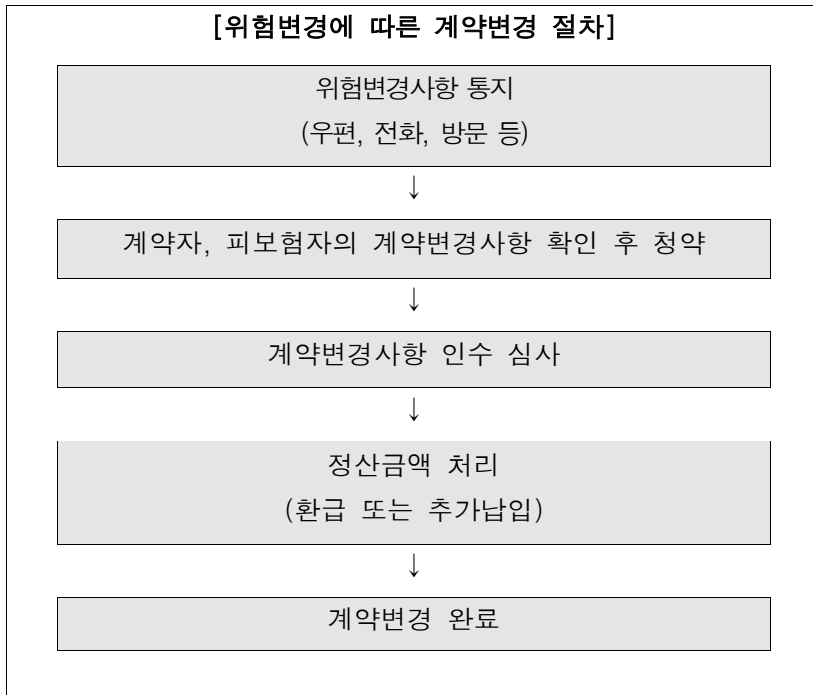 [위험변경에 따른 계약변경 절차]
위험변경사항 통지
(우편, 전화, 방문 등)
↓
계약자, 피보험자의 계약변경사항 확인 후 청약
↓
계약변경사항 인수 심사
↓
정산금액 처리
(환급 또는 추가납입)
↓
계약변경 완료